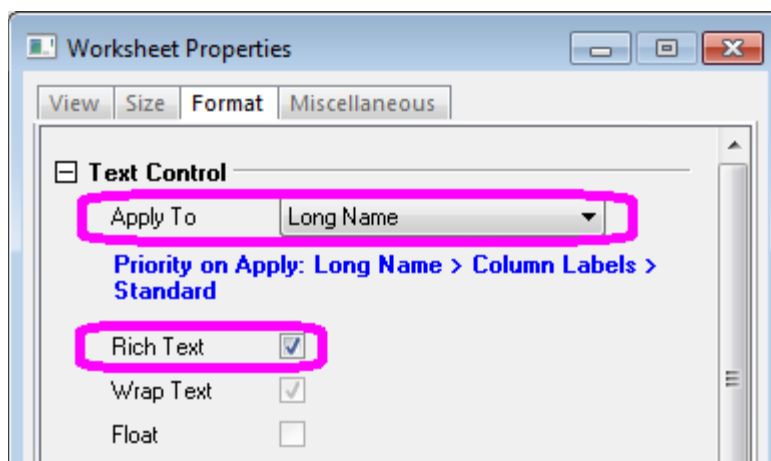 Worksheet Properties
View Size Format Miscellaneous
Text Control
Apply To Long Name
Priority on Apply: Long Name > Column Labels >
Standard
Rich Text
Wrap Text
Float